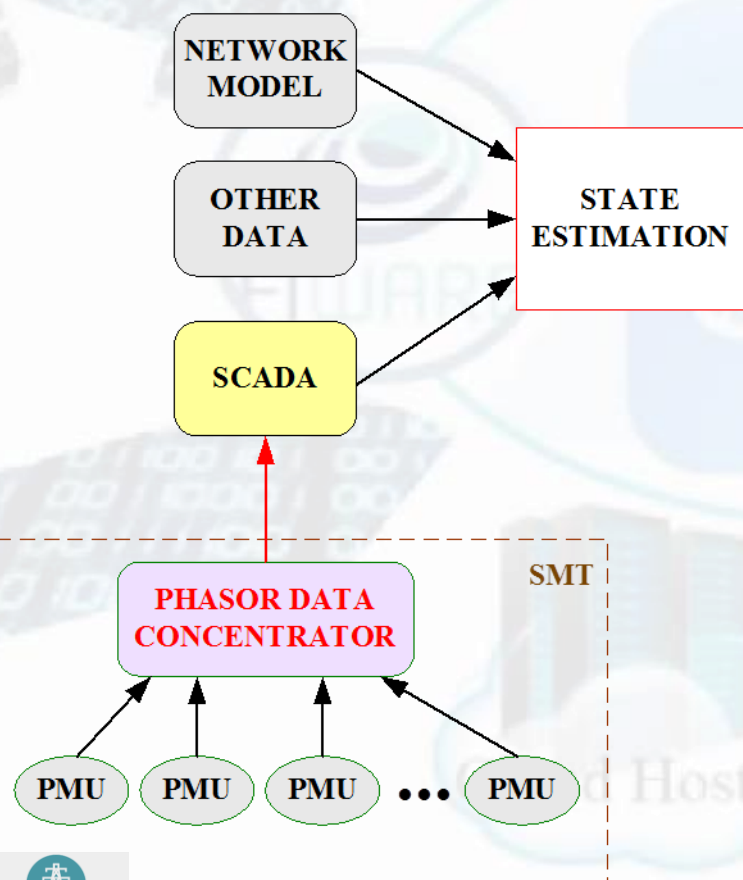 NETWORK
MODEL
OTHER
DATA
STATE
ESTIMATION
SCADA
SMT
PHASOR DATA
CONCENTRATOR
PMU
PMU
PMU
...
PMU